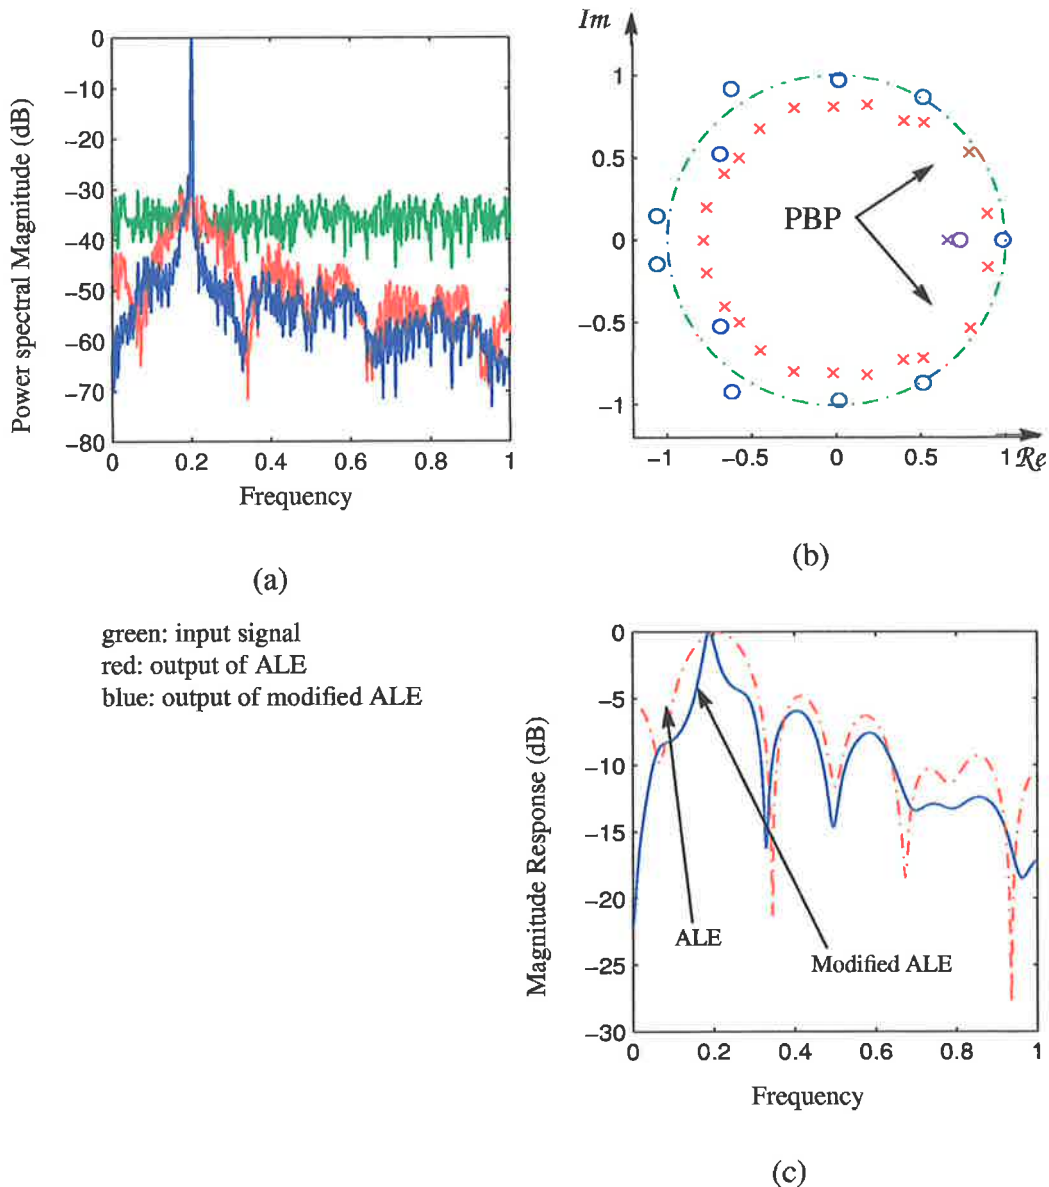 0
−10
−20
−30
−40
−50
−60
−70
−80
0 0.2 0.4 0.6 0.8 1
Power spectral Magnitude (dB)
Frequency
(a)
Im
1
0.5
0
−0.5
−1
−1 −0.5 0 0.5 1
Re
PBP
(b)
green: input signal
red: output of ALE
blue: output of modified ALE
0
−5
−10
−15
−20
−25
−30
0 0.2 0.4 0.6 0.8 1
Magnitude Response (dB)
ALE
Modified ALE
Frequency
(c)